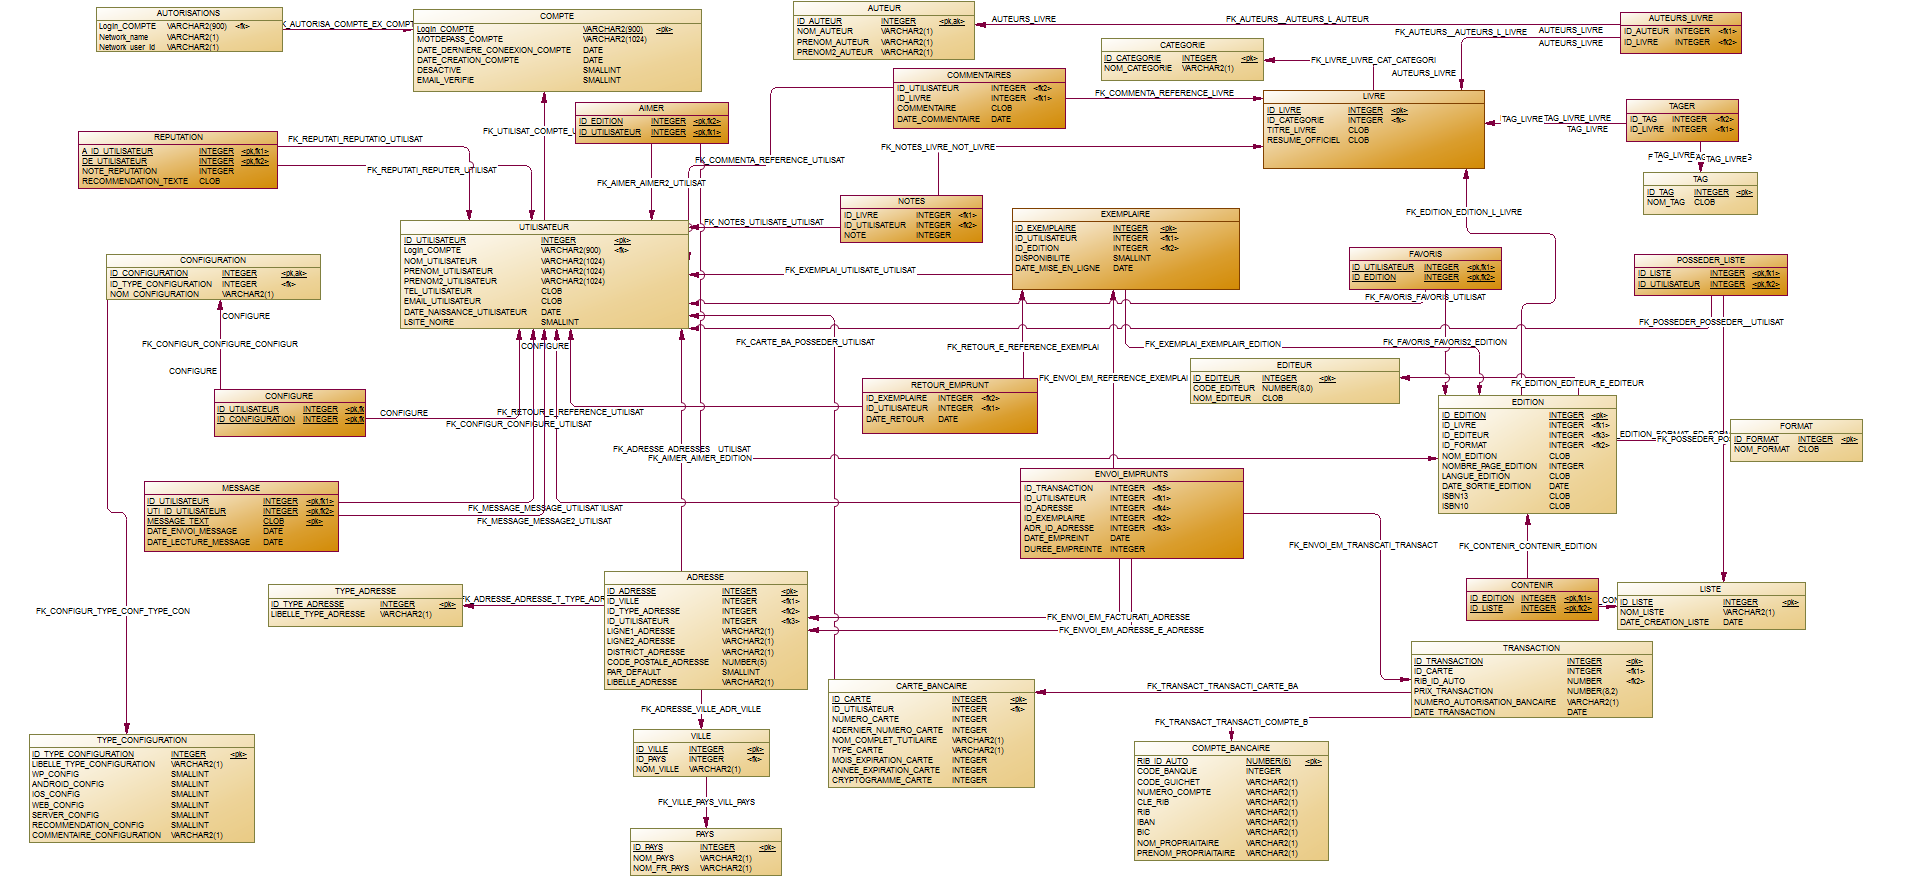 AUTORISATIONS
Login_COMPTE VARCHAR2(900) <fk>
Network_name VARCHAR2(1)
Network_user_Id VARCHAR2(1)
COMPTE
Login_COMPTE VARCHAR2(900) <pk>
MOTDEPASS_COMPTE VARCHAR2(1024)
DATE_DERNIERE_CONEEXION_COMPTE DATE
DATE_CREATION_COMPTE DATE
DESACTIVE SMALLINT
EMAIL_VERIFIE SMALLINT
AUTEUR
ID_AUTEUR INTEGER <pk,ak>
NOM_AUTEUR VARCHAR2(1)
PRENOM_AUTEUR VARCHAR2(1)
PRENOM2_AUTEUR VARCHAR2(1)
AUTEURS_LIVRE
FK_AUTEURS__AUTEURS_L_AUTEUR
FK_AUTEURS__AUTEURS_L_LIVRE
AUTEURS_LIVRE
AUTEURS_LIVRE
AUTEURS_LIVRE
AUTEURS_LIVRE
ID_AUTEUR INTEGER <fk1>
ID_LIVRE INTEGER <fk2>
CATEGORIE
ID_CATEGORIE INTEGER <pk>
NOM_CATEGORIE VARCHAR2(1)
FK_LIVRE_LIVRE_CAT_CATEGORI
COMMENTAIRES
ID_UTILISATEUR INTEGER <fk2>
ID_LIVRE INTEGER <fk1>
COMMENTAIRE CLOB
DATE_COMMENTAIRE DATE
FK_COMMENTA_REFERENCE_LIVRE
LIVRE
ID_LIVRE INTEGER <pk>
ID_CATEGORIE INTEGER <fk>
TITRE_LIVRE CLOB
RESUME_OFFICIEL CLOB
TAGER
ID_TAG INTEGER <fk2>
ID_LIVRE INTEGER <fk1>
TAG_LIVRE
TAG
ID_TAG INTEGER <pk>
NOM_TAG CLOB
AIMER
ID_EDITION INTEGER <pk,fk2>
ID_UTILISATEUR INTEGER <pk,fk1>
REPUTATION
A_ID_UTILISATEUR INTEGER <pk,fk1>
DE_UTILISATEUR INTEGER <pk,fk2>
NOTE_REPUTATION INTEGER
RECOMMENDATION_TEXTE CLOB
FK_REPUTATI_REPUTATIO_UTILISAT
FK_REPUTATI_REPUTER_UTILISAT
FK_COMMENTA_REFERENCE_UTILISAT
FK_AIMER_AIMER2_UTILISAT
FK_NOTES_LIVRE_NOT_LIVRE
NOTES
ID_LIVRE INTEGER <fk1>
ID_UTILISATEUR INTEGER <fk2>
NOTE INTEGER
FK_NOTES_UTILISATE_UTILISAT
UTILISATEUR
ID_UTILISATEUR INTEGER <pk>
Login_COMPTE VARCHAR2(900) <fk>
NOM_UTILISATEUR VARCHAR2(1024)
PRENOM_UTILISATEUR VARCHAR2(1024)
PRENOM2_UTILISATEUR VARCHAR2(1024)
TEL_UTILISATEUR CLOB
EMAIL_UTILISATEUR CLOB
DATE_NAISSANCE_UTILISATEUR DATE
LSITE_NOIRE SMALLINT
EXEMPLAIRE
ID_EXEMPLAIRE INTEGER <pk>
ID_UTILISATEUR INTEGER <fk1>
ID_EDITION INTEGER <fk2>
DISPONIBILITE SMALLINT
DATE_MISE_EN_LIGNE DATE
FK_EXEMPLAI_UTILISATE_UTILISAT
FK_EDITION_EDITION_L_LIVRE
FAVORIS
ID_UTILISATEUR INTEGER <pk,fk1>
ID_EDITION INTEGER <pk,fk2>
FK_FAVORIS_FAVORIS_UTILISAT
POSSEDER_LISTE
ID_LISTE INTEGER <pk,fk1>
ID_UTILISATEUR INTEGER <pk,fk2>
FK_POSSEDER_POSSEDER__UTILISAT
CONFIGURATION
ID_CONFIGURATION INTEGER <pk,ak>
ID_TYPE_CONFIGURATION INTEGER <fk>
NOM_CONFIGURATION VARCHAR2(1)
CONFIGURE
FK_CONFIGUR_CONFIGURE_CONFIGUR
CONFIGURE
CONFIGURE
FK_CARTE_BA_POSSEDER_UTILISAT
FK_RETOUR_E_REFERENCE_EXEMPLAI
FK_EXEMPLAI_EXEMPLAIR_EDITION
FK_FAVORIS_FAVORIS2_EDITION
FK_ENVOI_EM_REFERENCE_EXEMPLAI
EDITEUR
ID_EDITEUR INTEGER <pk>
CODE_EDITEUR NUMBER(8,0)
NOM_EDITEUR CLOB
FK_EDITION_EDITEUR_E_EDITEUR
CONFIGURE
ID_UTILISATEUR INTEGER
ID_CONFIGURATION INTEGER
CONFIGURE
FK_RETOUR_E_REFERENCE_UTILISAT
FK_CONFIGUR_CONFIGURE_UTILISAT
RETOUR_EMPRUNT
ID_EXEMPLAIRE INTEGER <fk2>
ID_UTILISATEUR INTEGER <fk1>
DATE_RETOUR DATE
EDITION
ID_EDITION INTEGER <pk>
ID_LIVRE INTEGER <fk1>
ID_EDITEUR INTEGER <fk3>
ID_FORMAT INTEGER <fk2>
NOM_EDITION CLOB
NOMBRE_PAGE_EDITION INTEGER
LANGUE_EDITION CLOB
DATE_SORTIE_EDITION DATE
ISBN13 CLOB
ISBN10 CLOB
FORMAT
ID_FORMAT INTEGER <pk>
NOM_FORMAT CLOB
FK_ADRESSE_ADRESSES__UTILISAT
FK_AIMER_AIMER_EDITION
MESSAGE
ID_UTILISATEUR INTEGER <pk,fk1>
UTI_ID_UTILISATEUR INTEGER <pk,fk2>
MESSAGE_TEXT CLOB <pk>
DATE_ENVOI_MESSAGE DATE
DATE_LECTURE_MESSAGE DATE
FK_MESSAGE_MESSAGE_UTILISAT
FK_MESSAGE_MESSAGE2_UTILISAT
ENVOI_EMPRUNTS
ID_TRANSACTION INTEGER <fk5>
ID_UTILISATEUR INTEGER <fk1>
ID_ADRESSE INTEGER <fk4>
ID_EXEMPLAIRE INTEGER <fk2>
ADR_ID_ADRESSE INTEGER <fk3>
DATE_EMPREINT DATE
DUREE_EMPREINTE INTEGER
FK_ENVOI_EM_TRANSCATI_TRANSACT
FK_CONTENIR_CONTENIR_EDITION
CONTENIR
ID_EDITION INTEGER <pk,fk1>
ID_LISTE INTEGER <pk,fk2>
LISTE
ID_LISTE INTEGER <pk>
NOM_LISTE VARCHAR2(1)
DATE_CREATION_LISTE DATE
TYPE_ADRESSE
ID_TYPE_ADRESSE INTEGER <pk>
LIBELLE_TYPE_ADRESSE VARCHAR2(1)
ADRESSE
ID_ADRESSE INTEGER <pk>
ID_VILLE INTEGER <fk1>
ID_TYPE_ADRESSE INTEGER <fk2>
ID_UTILISATEUR INTEGER <fk3>
LIGNE1_ADRESSE VARCHAR2(1)
LIGNE2_ADRESSE VARCHAR2(1)
DISTRICT_ADRESSE VARCHAR2(1)
CODE_POSTALE_ADRESSE NUMBER(5)
PAR_DEFAULT SMALLINT
LIBELLE_ADRESSE VARCHAR2(1)
FK_CONFIGUR_TYPE_CONF_TYPE_CON
FK_ENVOI_EM_FACTURATI_ADRESSE
FK_ENVOI_EM_ADRESSE_E_ADRESSE
TRANSACTION
ID_TRANSACTION INTEGER <pk>
ID_CARTE INTEGER <fk1>
RIB_ID_AUTO NUMBER <fk2>
PRIX_TRANSACTION NUMBER(8,2)
NUMERO_AUTORISATION_BANCAIRE VARCHAR2(1)
DATE_TRANSACTION DATE
FK_TRANSACT_TRANSACTI_CARTE_BA
FK_TRANSACT_TRANSACTI_COMPTE_B
CARTE_BANCAIRE
ID_CARTE INTEGER <pk>
ID_UTILISATEUR INTEGER <fk>
NUMERO_CARTE INTEGER
4DERNIER_NUMERO_CARTE INTEGER
NOM_COMPLET_TUTILAIRE VARCHAR2(1)
TYPE_CARTE VARCHAR2(1)
MOIS_EXPIRATION_CARTE INTEGER
ANNEE_EXPIRATION_CARTE INTEGER
CRYPTOGRAMME_CARTE INTEGER
FK_ADRESSE_VILLE_ADR_VILLE
VILLE
ID_VILLE INTEGER <pk>
ID_PAYS INTEGER <fk>
NOM_VILLE VARCHAR2(1)
FK_VILLE_PAYS_VILL_PAYS
PAYS
ID_PAYS INTEGER <pk>
NOM_PAYS VARCHAR2(1)
NOM_FR_PAYS VARCHAR2(1)
TYPE_CONFIGURATION
ID_TYPE_CONFIGURATION INTEGER <pk>
LIBELLE_TYPE_CONFIGURATION VARCHAR2(1)
WP_CONFIG SMALLINT
ANDROID_CONFIG SMALLINT
IOS_CONFIG SMALLINT
WEB_CONFIG SMALLINT
SERVER_CONFIG SMALLINT
RECOMMENDATION_CONFIG SMALLINT
COMMENTAIRE_CONFIGURATION VARCHAR2(1)
COMPTE_BANCAIRE
RIB_ID_AUTO NUMBER(6) <pk>
CODE_BANQUE INTEGER
CODE_GUICHET VARCHAR2(1)
NUMERO_COMPTE VARCHAR2(1)
CLE_RIB VARCHAR2(1)
RIB VARCHAR2(1)
IBAN VARCHAR2(1)
BIC VARCHAR2(1)
NOM_PROPRIAITAIRE VARCHAR2(1)
PRENOM_PROPRIAITAIRE VARCHAR2(1)